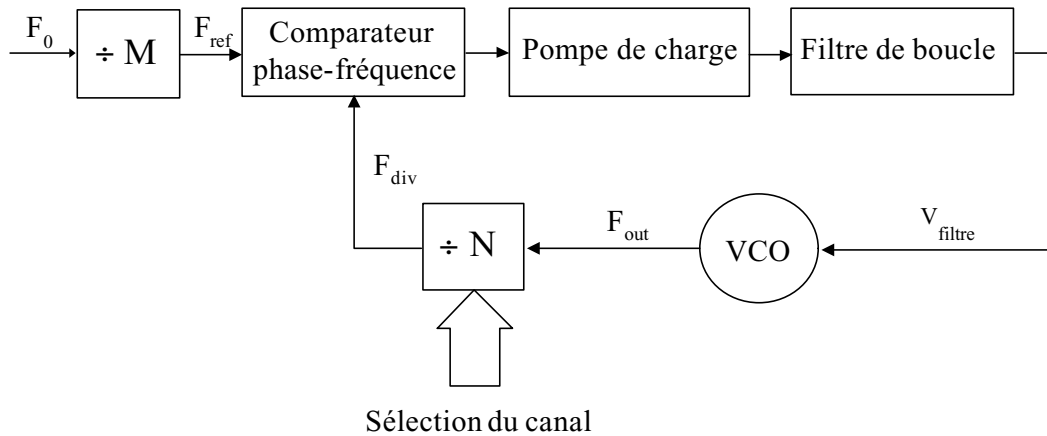 F0
÷ M
Fref
Comparateur
phase-fréquence
Pompe de charge
Filtre de boucle
Fdiv
÷ N
Fout
VCO
Vfiltre
Sélection du canal